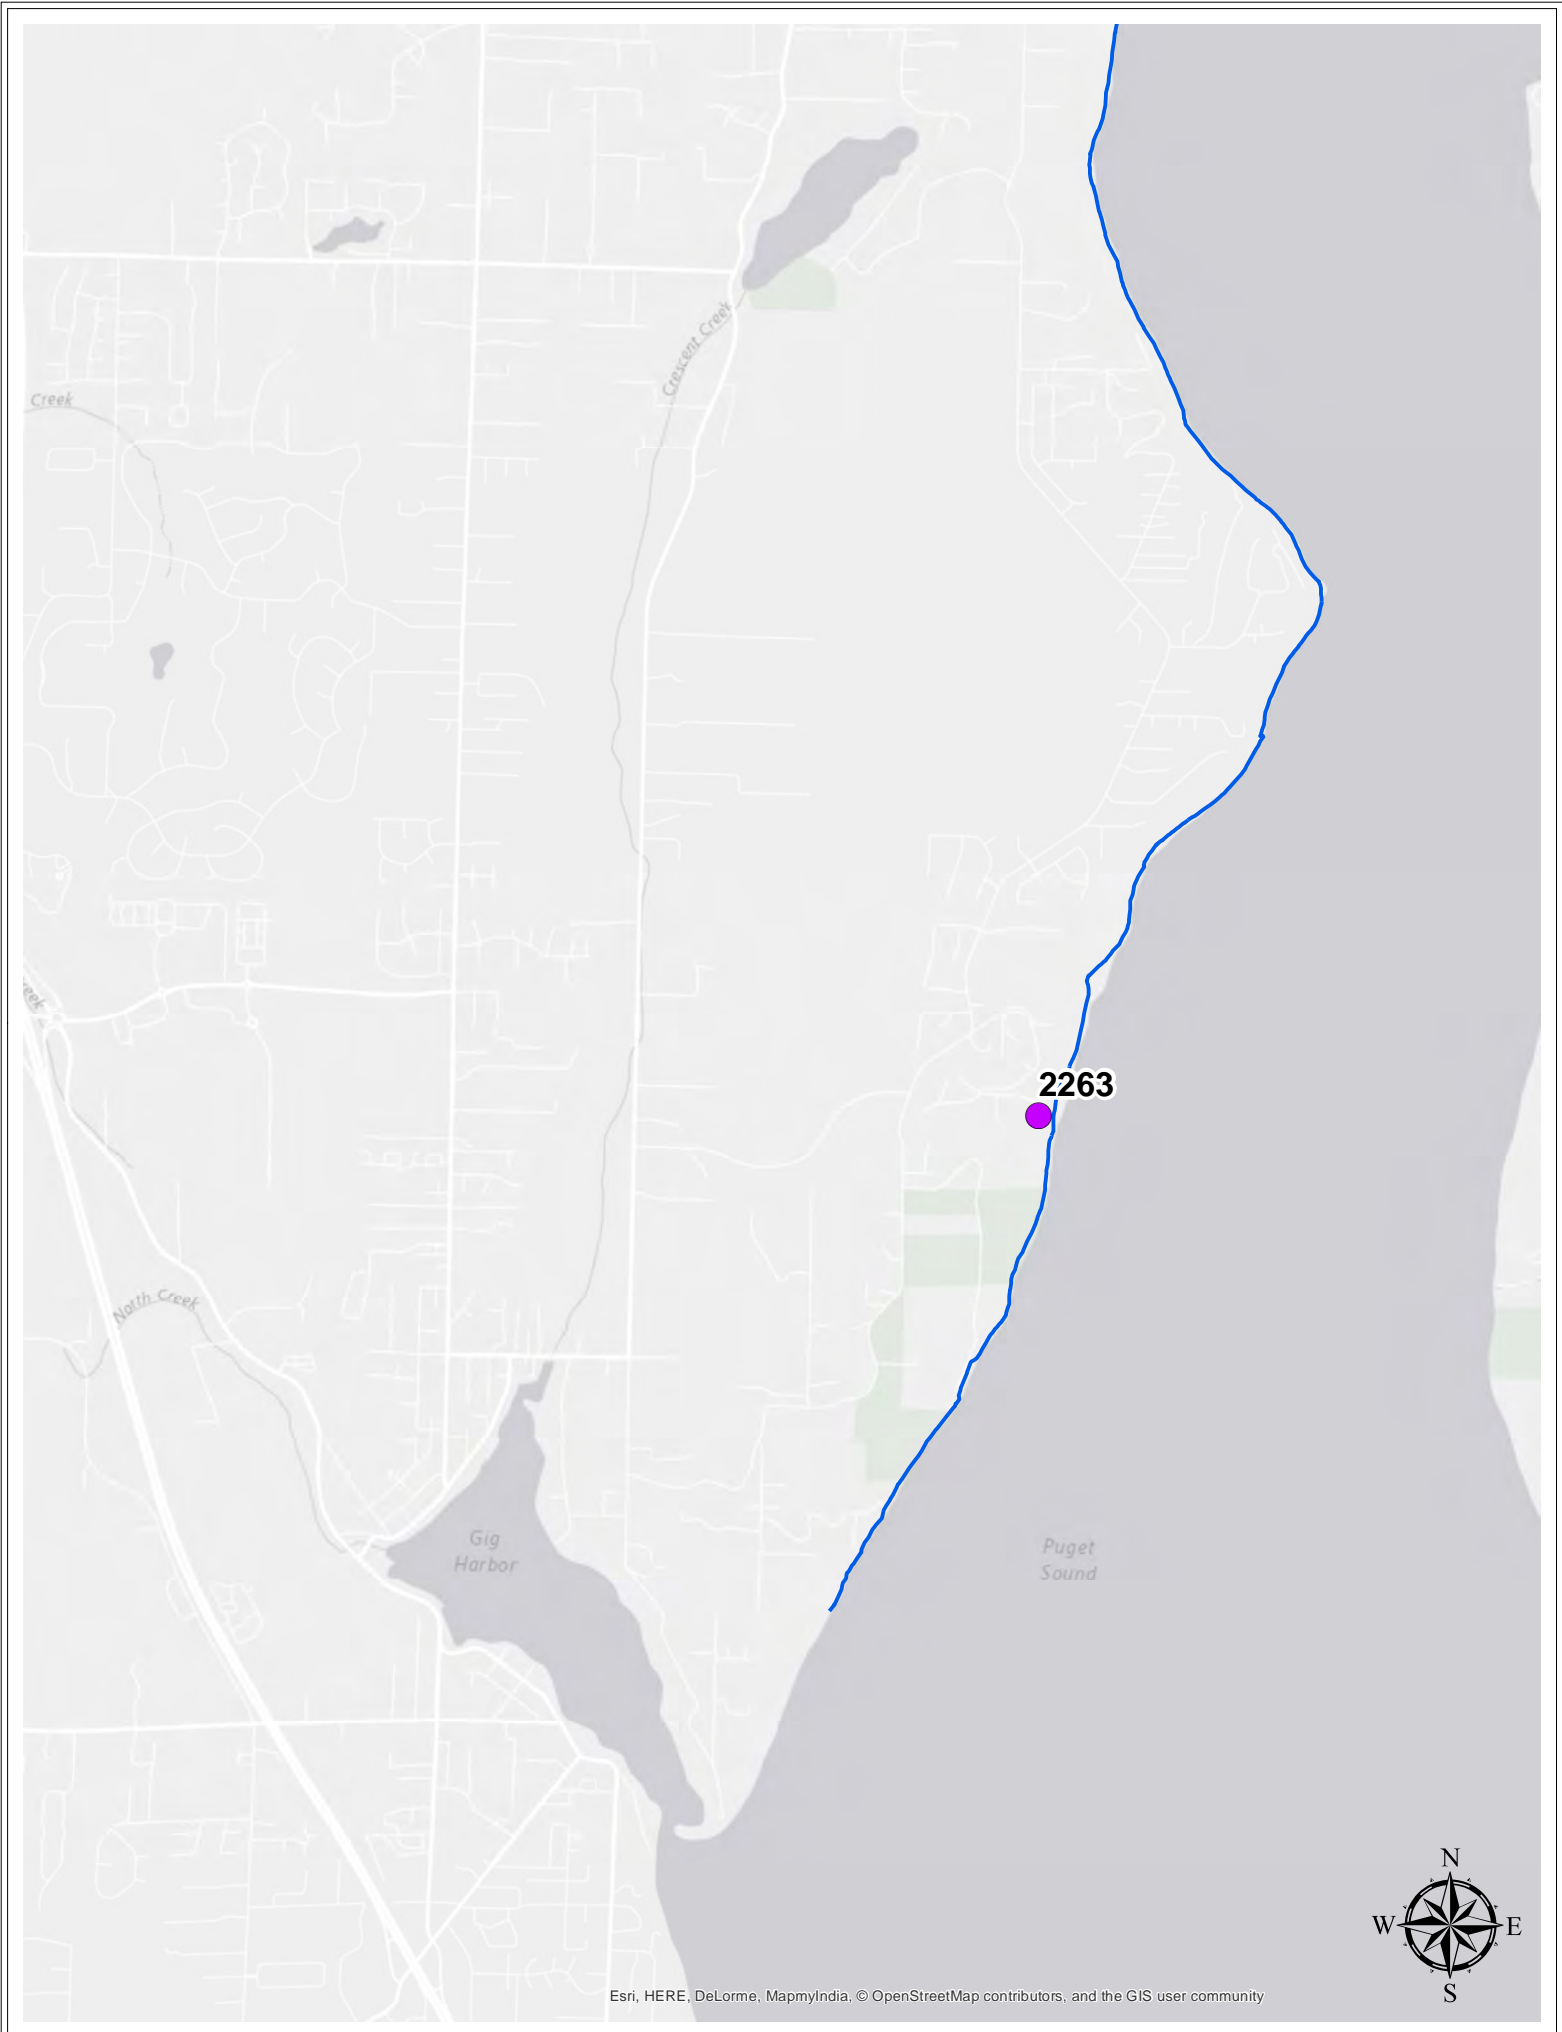 Crescent Creek
Creek
reek
2263
North Creek
Gig
Harbor
Puget
Sound
N
W
E
S
Esri, HERE, DeLorme, MapmyIndia, © OpenStreetMap contributors, and the GIS user community